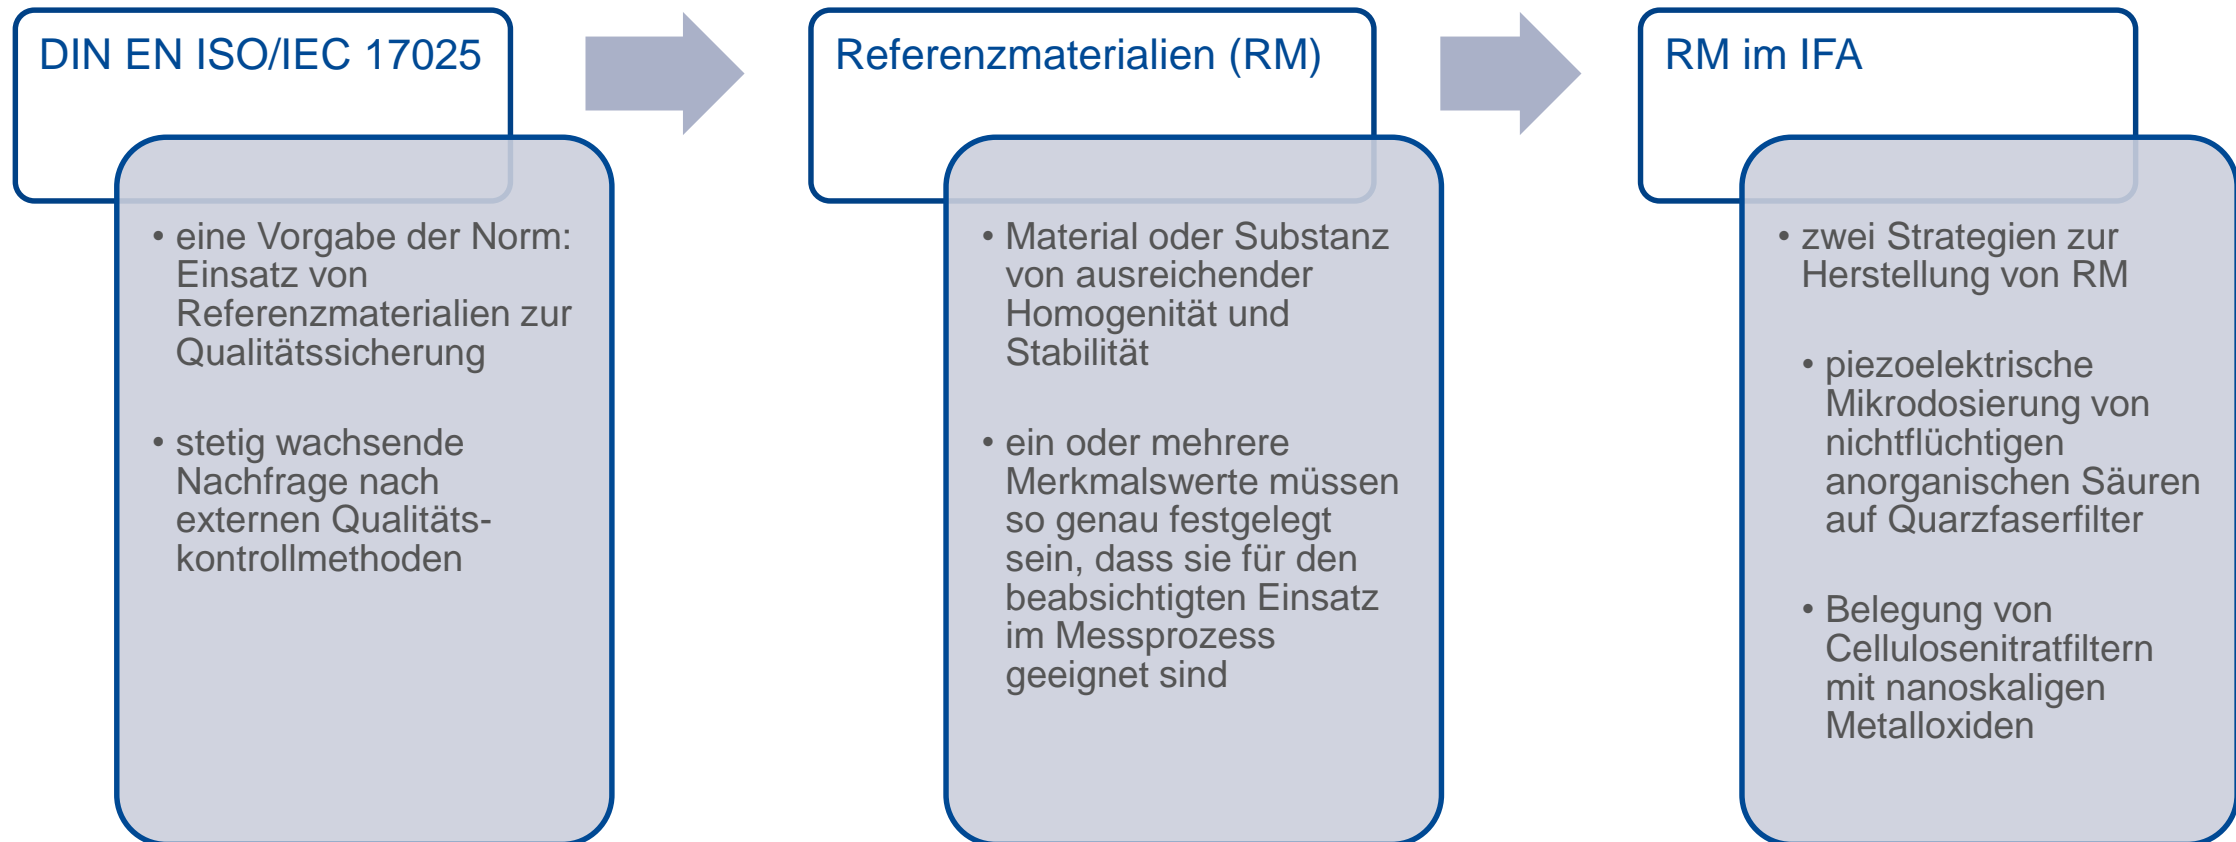 DIN EN ISO/IEC 17025
• eine Vorgabe der Norm:
Einsatz von
Referenzmaterialien zur
Qualitätssicherung
• stetig wachsende
Nachfrage nach
externen Qualitäts-
kontrollmethoden
Referenzmaterialien (RM)
• Material oder Substanz
von ausreichender
Homogenität und
Stabilität
• ein oder mehrere
Merkmalswerte müssen
so genau festgelegt
sein, dass sie für den
beabsichtigten Einsatz
im Messprozess
geeignet sind
RM im IFA
• zwei Strategien zur
Herstellung von RM
• piezoelektrische
Mikrodosierung von
nichtflüchtigen
anorganischen Säuren
auf Quarzfaserfilter
• Belegung von
Cellulosenitratfiltern
mit nanoskaligen
Metalloxiden